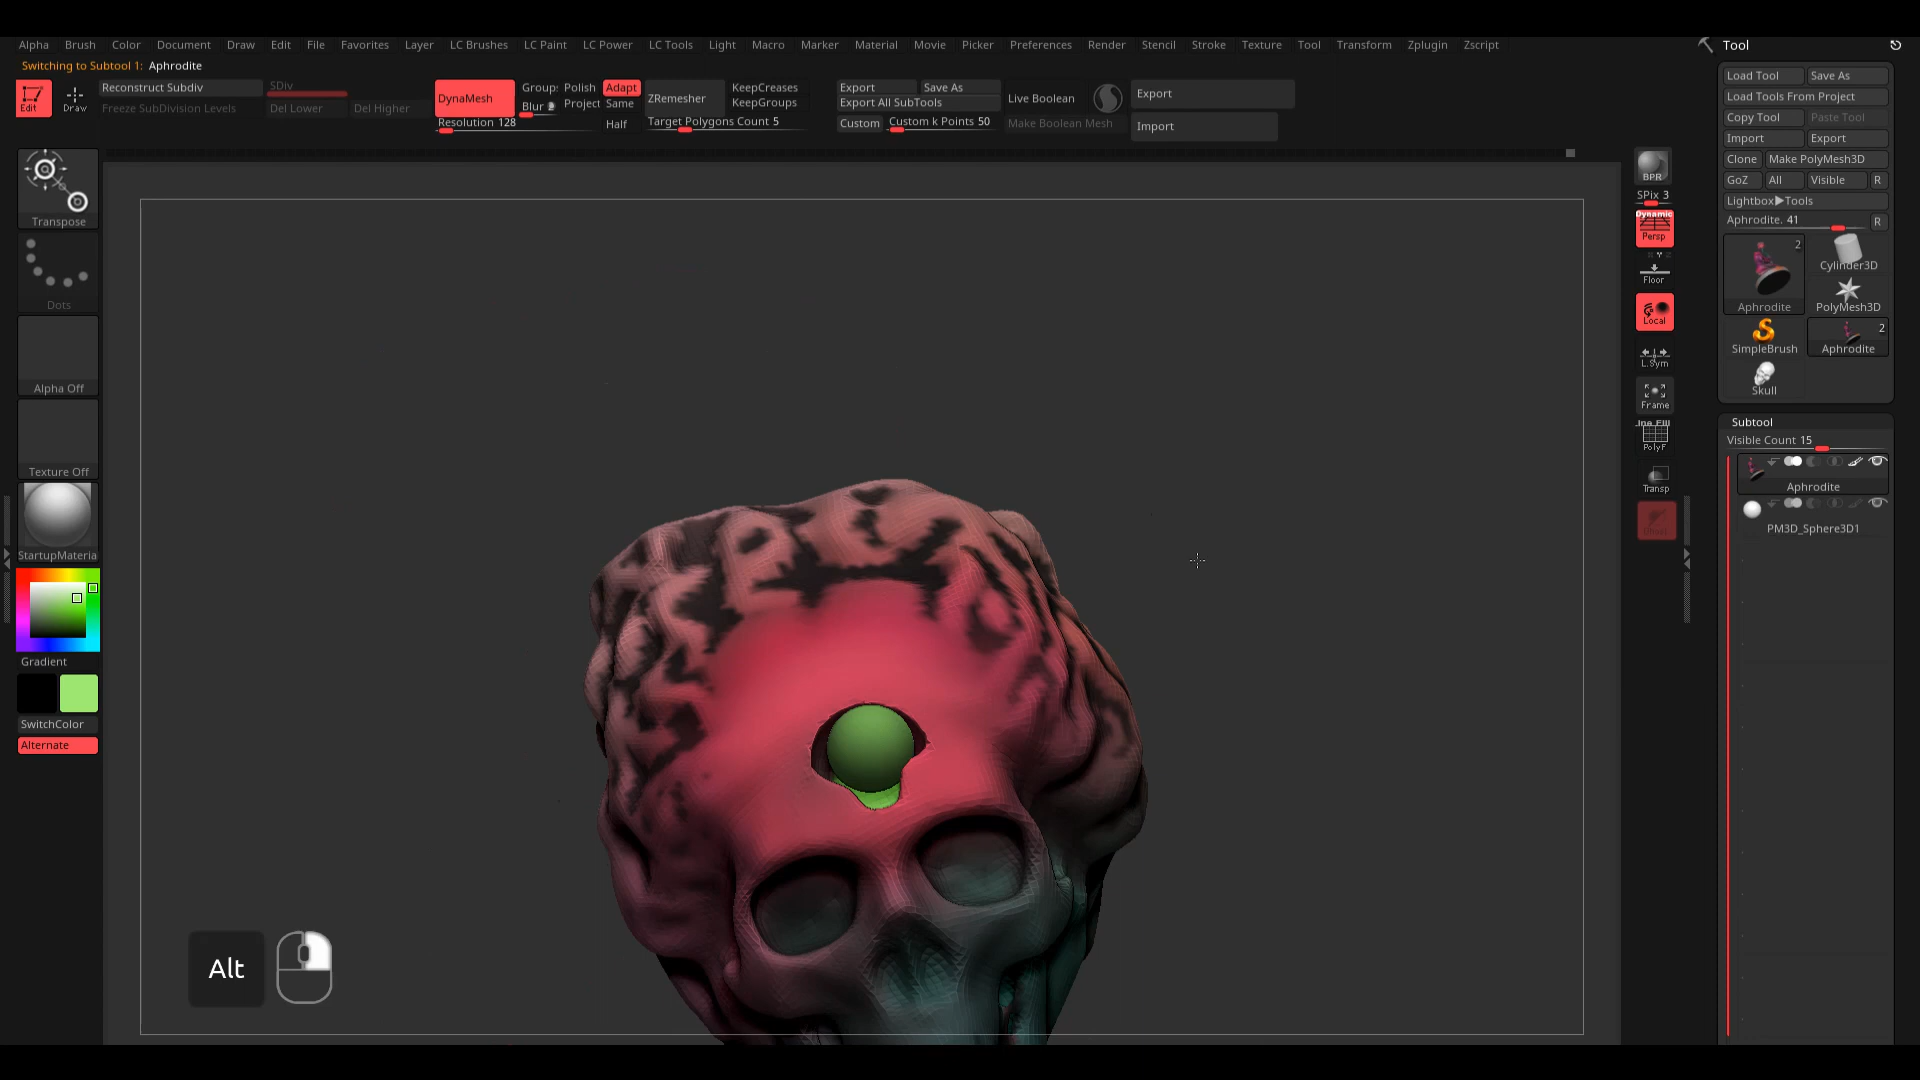 Alpha Brush Color Document Draw Edit File Favorites Layer LC Brushes LC Paint LC Power LC Tools Light Macro Marker Material Movie Picker Preferences Render Stencil Stroke Texture Tool Transform Zplugin Zscript
Switching to Subtool 1: Aphrodite
Edit
Draw
Reconstruct Subdiv
SDiv
Freeze SubDivision Levels
Del Lower
Del Higher
DynaMesh
Groups
Polish
Adapt
Blur
Project
Same
Half
Resolution 128
ZRemesher
KeepCreases
KeepGroups
Target Polygons Count 5
Export
Save As
Export All SubTools
Custom
Custom k Points 50
Live Boolean
Make Boolean Mesh
Export
Import
Transpose
Dots
Alpha Off
Texture Off
StartupMateria
Gradient
SwitchColor
Alternate
Alt
BPR
SPix 3
Dynamic
Persp
Floor
Local
L.Sym
Frame
PolyF
Transp
Tool
Load Tool
Save As
Load Tools From Project
Copy Tool
Paste Tool
Import
Export
Clone
Make PolyMesh3D
GoZ
All
Visible
R
Lightbox▶Tools
Aphrodite. 41
R
2
Aphrodite
Cylinder3D
PolyMesh3D
SimpleBrush
2
Aphrodite
Skull
Subtool
Visible Count 15
Aphrodite
PM3D_Sphere3D1